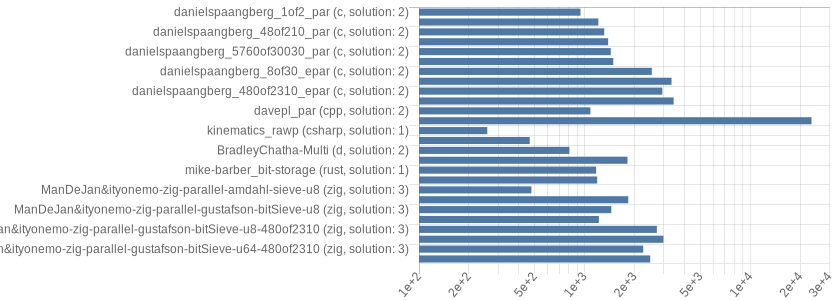 danielspaangberg_1of2_par (c, solution: 2)
danielspaangberg_48of210_par (c, solution: 2)
danielspaangberg_5760of30030_par (c, solution: 2)
danielspaangberg_8of30_epar (c, solution: 2)
danielspaangberg_480of2310_epar (c, solution: 2)
davepl_par (cpp, solution: 2)
kinematics_rawp (csharp, solution: 1)
BradleyChatha-Multi (d, solution: 2)
mike-barber_bit-storage (rust, solution: 1)
ManDeJan&ityonemo-zig-parallel-amdahl-sieve-u8 (zig, solution: 3)
ManDeJan&ityonemo-zig-parallel-gustafson-bitSieve-u8 (zig, solution: 3)
an&ityonemo-zig-parallel-gustafson-bitSieve-u8-480of2310 (zig, solution: 3)
n&ityonemo-zig-parallel-gustafson-bitSieve-u64-480of2310 (zig, solution: 3)
1e+2 2e+2 5e+2 1e+3 2e+3 5e+3 1e+4 2e+4 3e+4